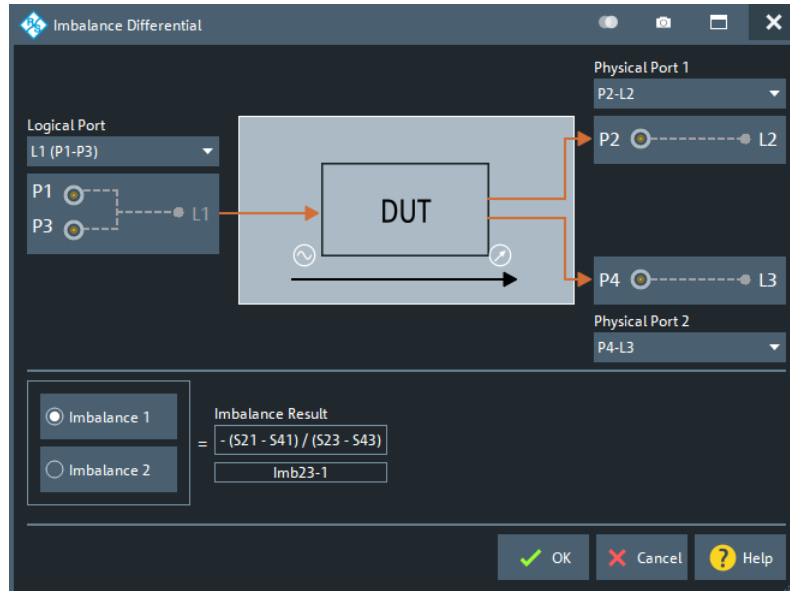 Imbalance Differential
Physical Port 1
P2-L2
Logical Port
L1 (P1-P3)
P2 L2
P1
P3
L1
DUT
P4 L3
Physical Port 2
P4-L3
Imbalance 1
Imbalance 2
=
Imbalance Result
- (S21 - S41) / (S23 - S43)
Imb23-1
OK
Cancel
? Help